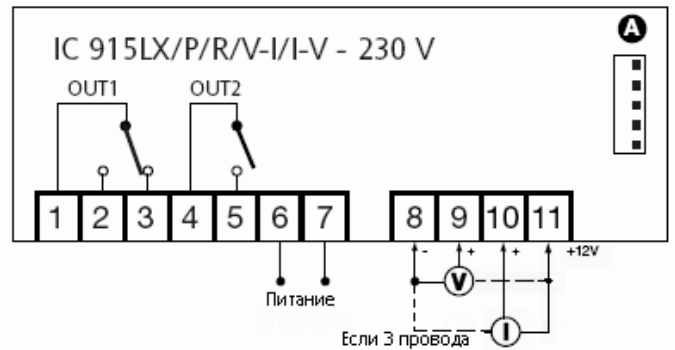 IC 915LX/P/R/V-I/I-V - 230 V
A
OUT1 OUT2
1 2 3 4 5 6 7 8 9 10 11
- + + +12V
V
Питание
I
Если 3 провода